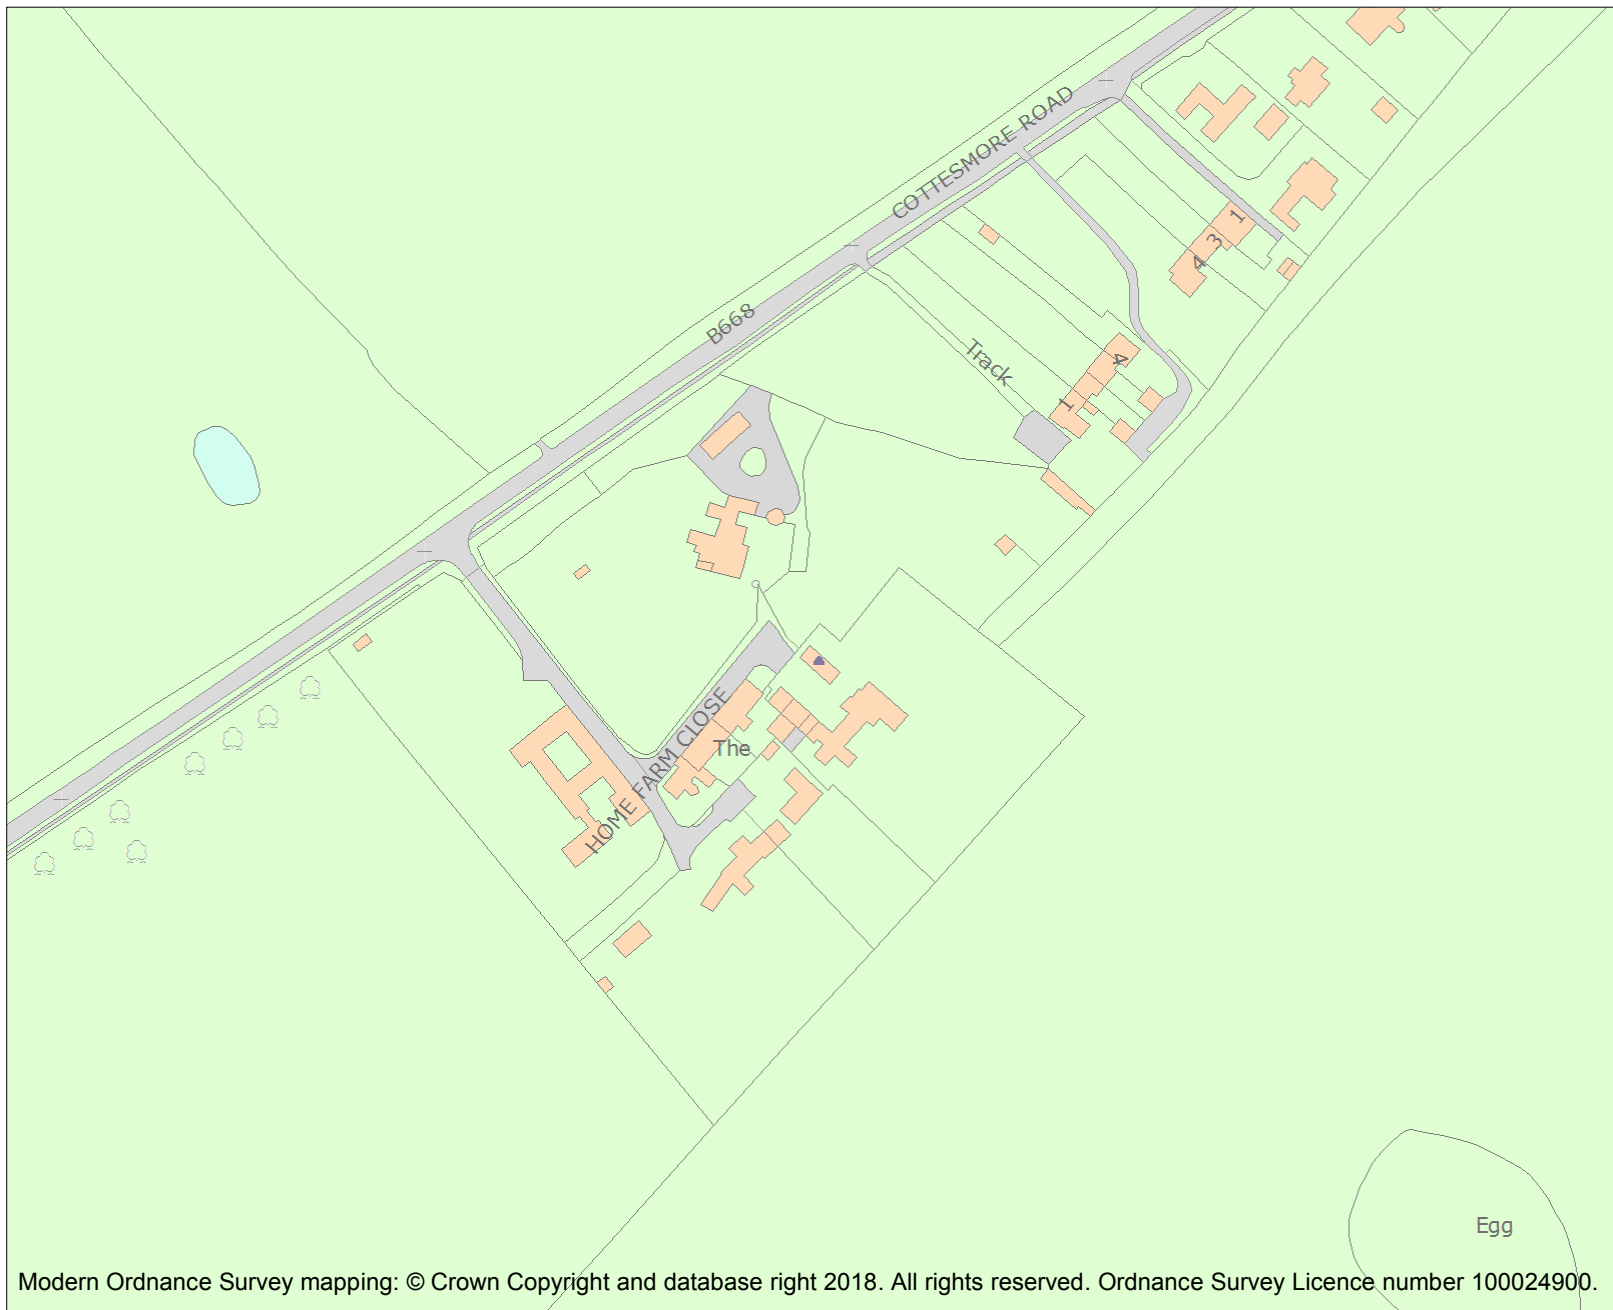 COTTESMORE ROAD
1
3
4
B668
Track
4
1
HOME FARM CLOSE
The
Egg
Modern Ordnance Survey mapping: © Crown Copyright and database right 2018. All rights reserved. Ordnance Survey Licence number 100024900.